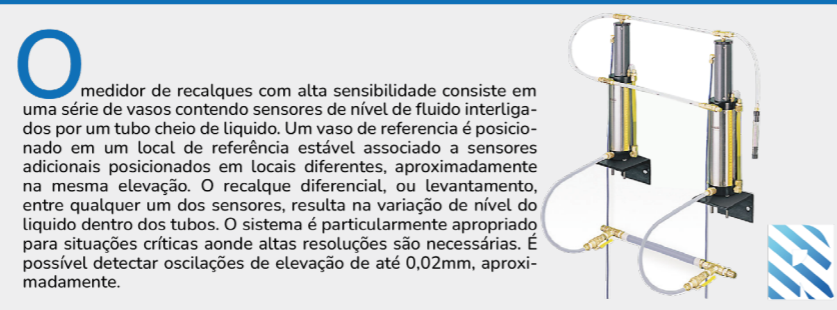 O medidor de recalques com alta sensibilidade consiste em
uma série de vasos contendo sensores de nível de fluido interliga-
dos por um tubo cheio de liquido. Um vaso de referencia é posicio-
nado em um local de referência estável associado a sensores
adicionais posicionados em locais diferentes, aproximadamente
na mesma elevação. O recalque diferencial, ou levantamento,
entre qualquer um dos sensores, resulta na variação de nível do
liquido dentro dos tubos. O sistema é particularmente apropriado
para situações críticas aonde altas resoluções são necessárias. É
possível detectar oscilações de elevação de até 0,02mm, aproxi-
madamente.